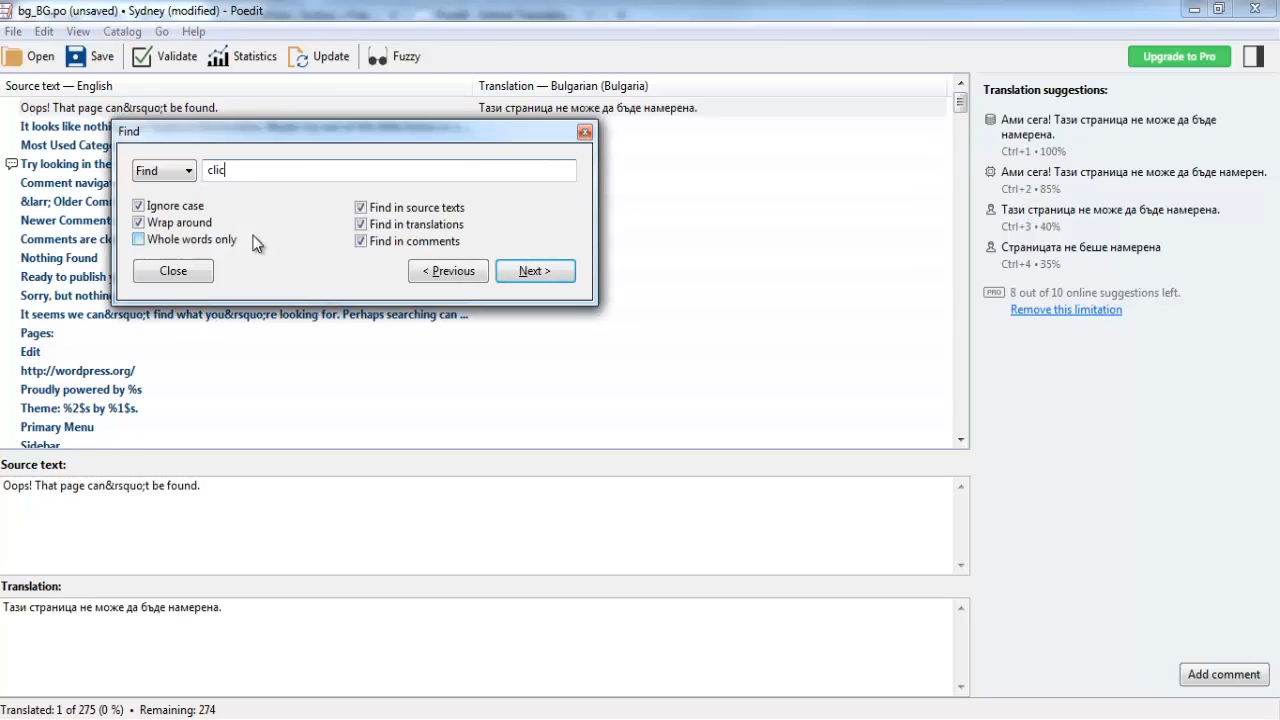 bg_BG.po (unsaved) • Sydney (modified) - Poedit
File Edit View Catalog Go Help
Open Save Validate Statistics Update Fuzzy Upgrade to Pro
Source text — English Translation — Bulgarian (Bulgaria)
Oops! That page can&rsquo;t be found. Тази страница не може да бъде намерена.
It looks like nothi
Most Used Catego
Try looking in the
Comment navigat
&larr; Older Com
Newer Comment
Comments are cl
Nothing Found
Ready to publish y
Sorry, but nothin
It seems we can&rsquo;t find what you&rsquo;re looking for. Perhaps searching can ...
Pages:
Edit
http://wordpress.org/
Proudly powered by %s
Theme: %2$s by %1$s.
Primary Menu
Sidebar
Find
Find clic
Ignore case
Wrap around
Whole words only
Find in source texts
Find in translations
Find in comments
Close < Previous Next >
Source text:
Oops! That page can&rsquo;t be found.
Translation:
Тази страница не може да бъде намерена.
Translation suggestions:
Ами сега! Тази страница не може да бъде
намерена.
Ctrl+1 • 100%
Ами сега! Тази страница не може да бъде намерен.
Ctrl+2 • 85%
Тази страница не може да бъде намерена.
Ctrl+3 • 40%
Страницата не беше намерена
Ctrl+4 • 35%
PRO 8 out of 10 online suggestions left.
Remove this limitation
Add comment
Translated: 1 of 275 (0 %) • Remaining: 274